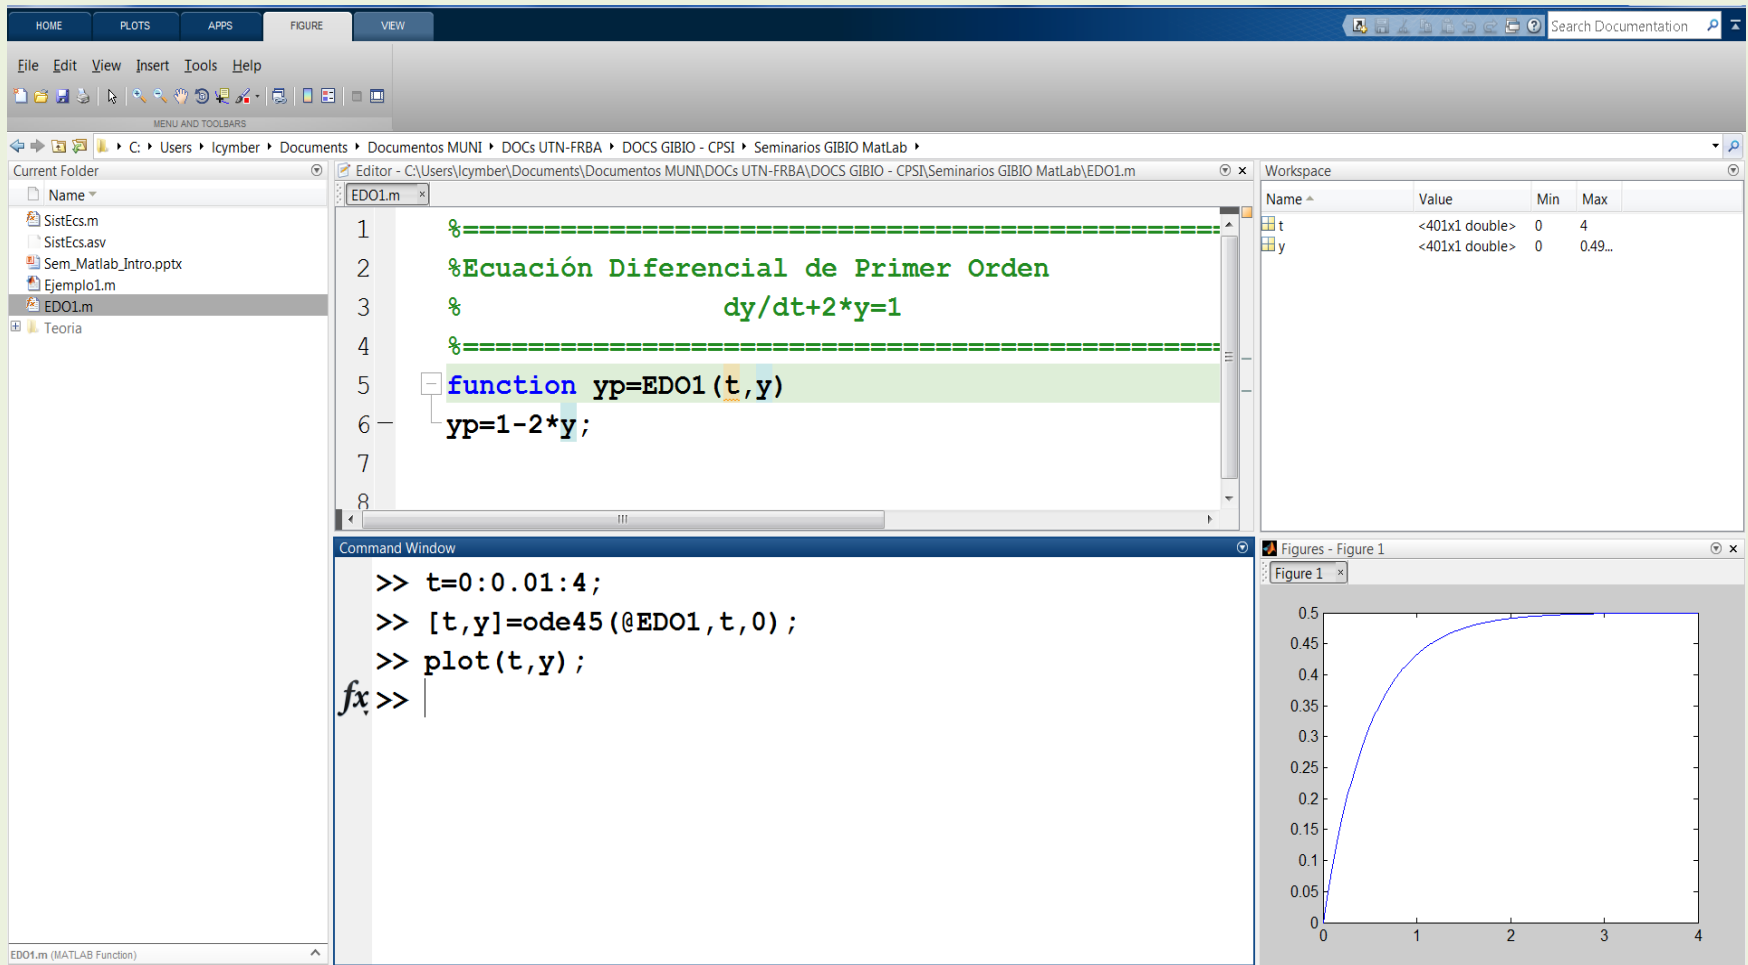 HOME PLOTS APPS FIGURE VIEW
Search Documentation
File Edit View Insert Tools Help
MENU AND TOOLBARS
C: Users lcymber Documents Documentos MUNI DOCs UTN-FRBA DOCS GIBIO - CPSI Seminarios GIBIO MatLab
Current Folder
Name
SistEcs.m
SistEcs.asv
Sem_Matlab_Intro.pptx
Ejemplo1.m
EDO1.m
Teoria
EDO1.m (MATLAB Function)
Editor - C:\Users\lcymber\Documents\Documentos MUNI\DOCs UTN-FRBA\DOCS GIBIO - CPSI\Seminarios GIBIO MatLab\EDO1.m
EDO1.m
1 %===============================================
2 %Ecuación Diferencial de Primer Orden
3 % dy/dt+2*y=1
4 %===============================================
5 function yp=EDO1(t,y)
6 yp=1-2*y;
7
8
Command Window
>> t=0:0.01:4;
>> [t,y]=ode45(@EDO1,t,0);
>> plot(t,y);
fx >>
Workspace
Name Value Min Max
t <401x1 double> 0 4
y <401x1 double> 0 0.49...
Figures - Figure 1
Figure 1
0.5
0.45
0.4
0.35
0.3
0.25
0.2
0.15
0.1
0.05
0
0 1 2 3 4